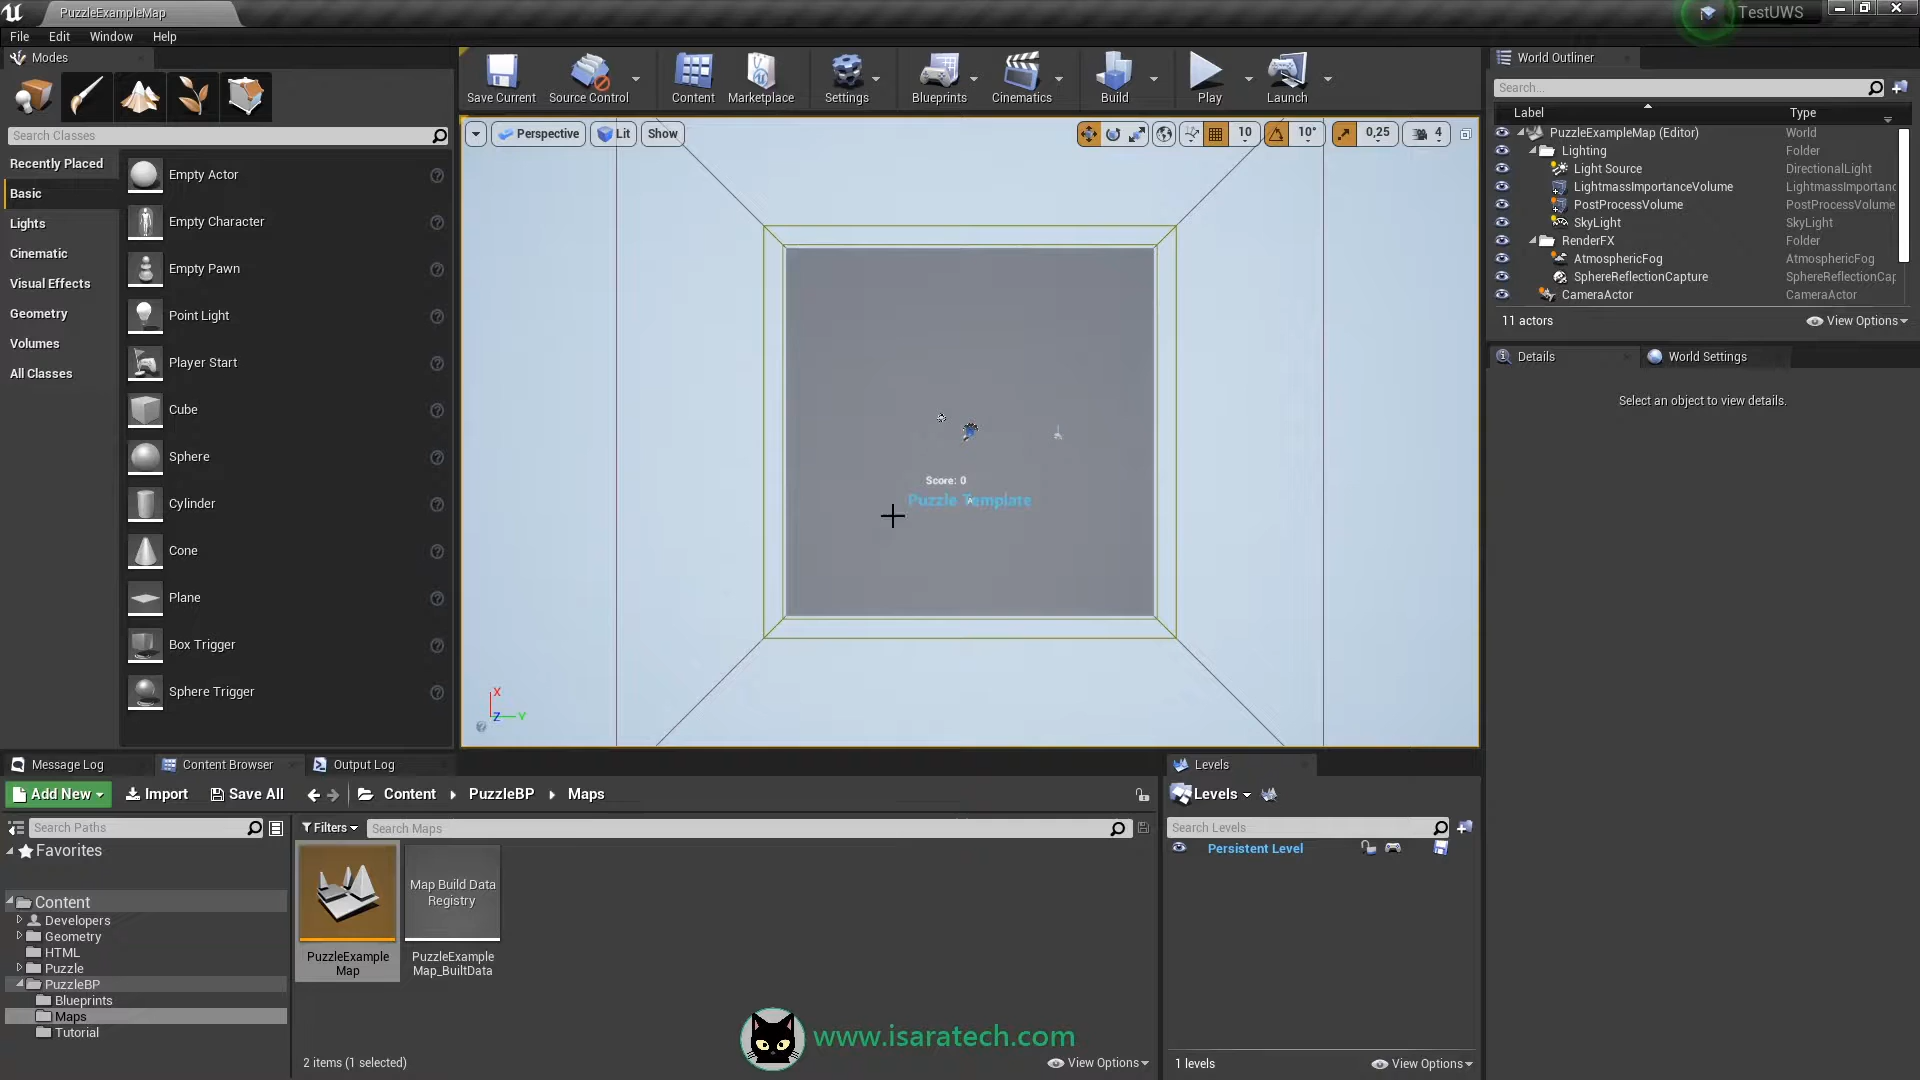 PuzzleExampleMap
TestUWS
File Edit Window Help
Modes
Search Classes
Recently Placed
Basic
Lights
Cinematic
Visual Effects
Geometry
Volumes
All Classes
Empty Actor
Empty Character
Empty Pawn
Point Light
Player Start
Cube
Sphere
Cylinder
Cone
Plane
Box Trigger
Sphere Trigger
Save Current Source Control Content Marketplace Settings Blueprints Cinematics Build Play Launch
Perspective Lit Show 10 10° 0,25 4
Score: 0
Puzzle Template
X
Z Y
World Outliner
Search...
Label Type
PuzzleExampleMap (Editor) World
Lighting Folder
Light Source DirectionalLight
LightmassImportanceVolume LightmassImportanc
PostProcessVolume PostProcessVolume
SkyLight SkyLight
RenderFX Folder
AtmosphericFog AtmosphericFog
SphereReflectionCapture SphereReflectionCap
CameraActor CameraActor
11 actors View Options
Details World Settings
Select an object to view details.
Message Log Content Browser Output Log
Add New Import Save All Content PuzzleBP Maps
Search Paths
Filters Search Maps
Favorites
Content
Developers
Geometry
HTML
Puzzle
PuzzleBP
Blueprints
Maps
Tutorial
PuzzleExample
Map
Map Build Data
Registry
PuzzleExample
Map_BuiltData
2 items (1 selected) View Options
www.isaratech.com
Levels
Levels
Search Levels
Persistent Level
1 levels View Options